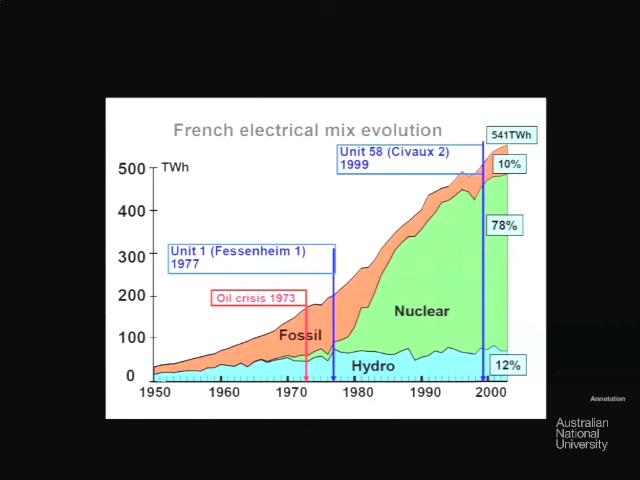 French electrical mix evolution
541TWh
Unit 58 (Civaux 2)
1999
10%
500
TWh
400
78%
Unit 1 (Fessenheim 1)
1977
300
Oil crisis 1973
200
Nuclear
Fossil
100
Hydro
12%
0
1950
1960
1970
1980
1990
2000
Annotation
Australian
National
University